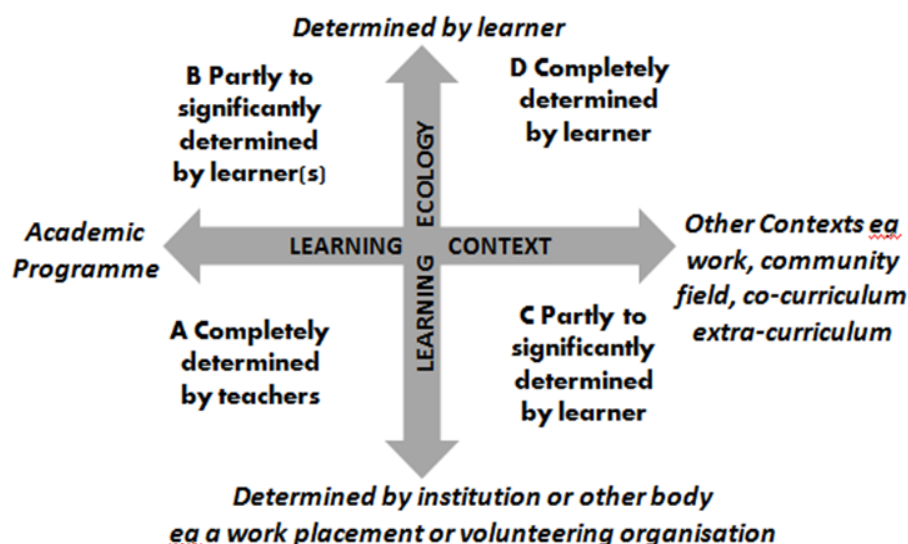 Determined by learner
B Partly to
significantly
determined
by learner(s)
D Completely
determined
by learner
Academic
Programme
LEARNING CONTEXT
LEARNING ECOLOGY
Other Contexts eg
work, community
field, co-curriculum
extra-curriculum
A Completely
determined
by teachers
C Partly to
significantly
determined
by learner
Determined by institution or other body
eg a work placement or volunteering organisation